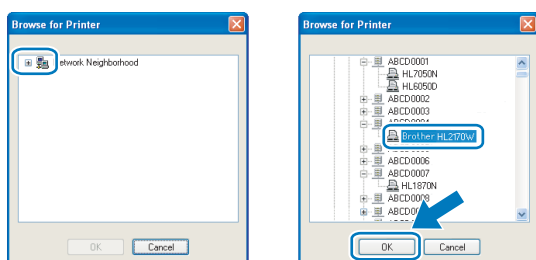 Browse for Printer
etwork Neighborhood
OK Cancel
Browse for Printer
ABCD0001
HL7050N
HL6050D
ABCD0002
ABCD0003
Brother HL2170W
ABCD0006
ABCD0007
HL1870N
ABCD0008
OK Cancel